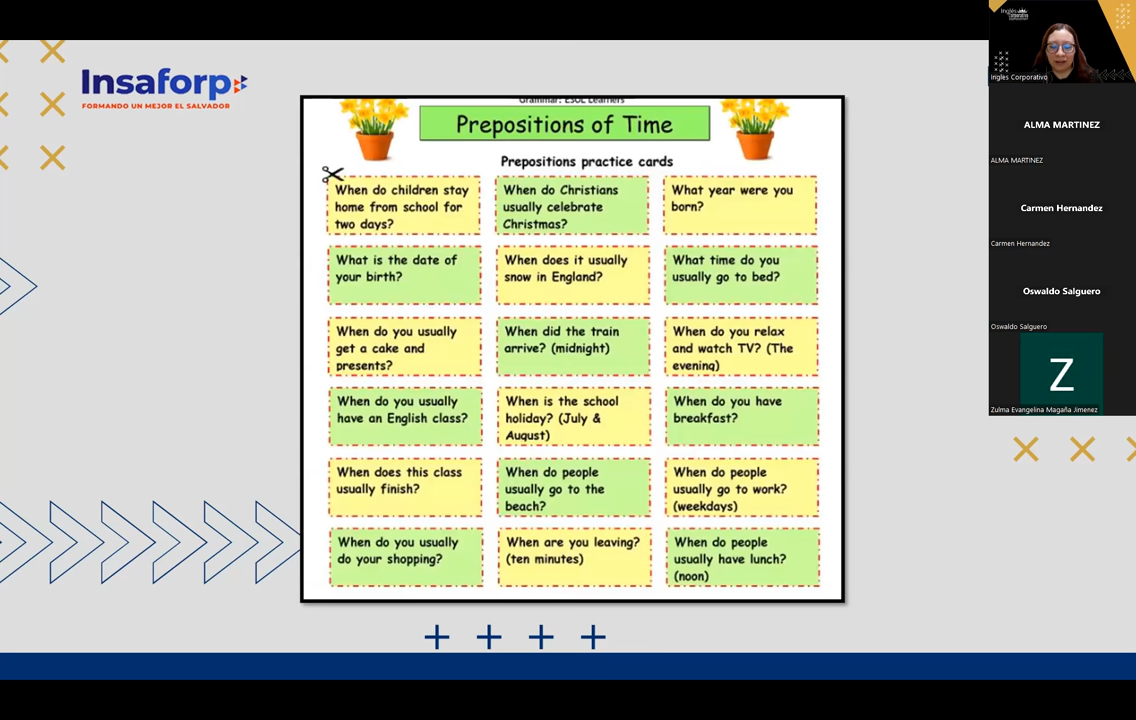 Insaforp
FORMANDO UN MEJOR EL SALVADOR
Grammar: ESOL Learners
Prepositions of Time
Prepositions practice cards
When do children stay
home from school for
two days?
When do Christians
usually celebrate
Christmas?
What year were you
born?
What is the date of
your birth?
When does it usually
snow in England?
What time do you
usually go to bed?
When do you usually
get a cake and
presents?
When did the train
arrive? (midnight)
When do you relax
and watch TV? (The
evening)
When do you usually
have an English class?
When is the school
holiday? (July &
August)
When do you have
breakfast?
When does this class
usually finish?
When do people
usually go to the
beach?
When do people
usually go to work?
(weekdays)
When do you usually
do your shopping?
When are you leaving?
(ten minutes)
When do people
usually have lunch?
(noon)
Inglés
Corporativo
Ingles Corporativo
ALMA MARTINEZ
ALMA MARTINEZ
Carmen Hernandez
Carmen Hernandez
Oswaldo Salguero
Oswaldo Salguero
Z
Zulma Evangelina Magaña Jimenez